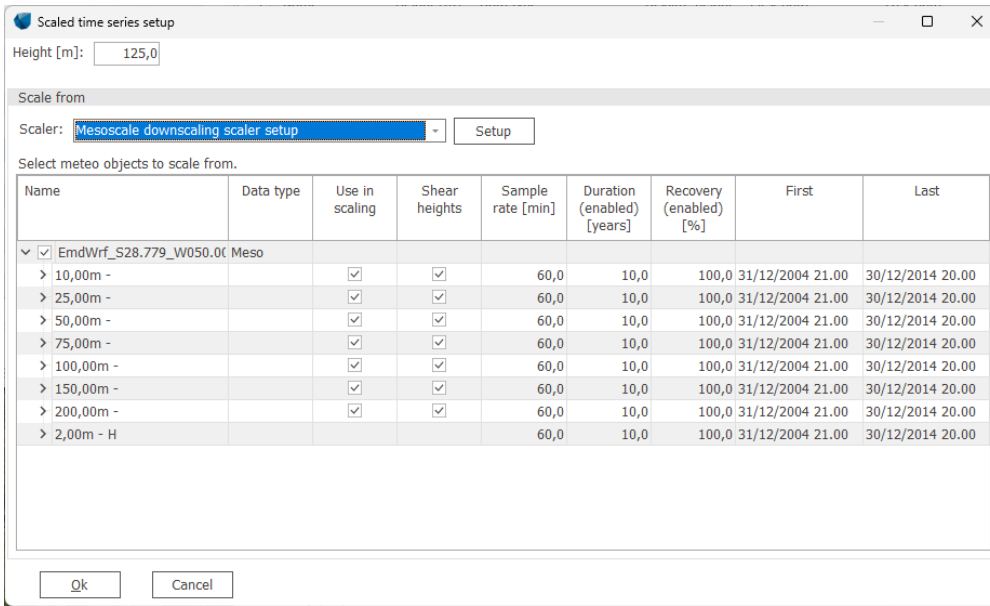 Scaled time series setup
Height [m]: 125,0
Scale from
Scaler: Mesoscale downscaling scaler setup Setup
Select meteo objects to scale from.
Name Data type Use in scaling Shear heights Sample rate [min] Duration (enabled) [years] Recovery (enabled) [%] First Last
EmdWrf_S28.779_W050.00 Meso
10,00m - 60,0 10,0 100,0 31/12/2004 21.00 30/12/2014 20.00
25,00m - 60,0 10,0 100,0 31/12/2004 21.00 30/12/2014 20.00
50,00m - 60,0 10,0 100,0 31/12/2004 21.00 30/12/2014 20.00
75,00m - 60,0 10,0 100,0 31/12/2004 21.00 30/12/2014 20.00
100,00m - 60,0 10,0 100,0 31/12/2004 21.00 30/12/2014 20.00
150,00m - 60,0 10,0 100,0 31/12/2004 21.00 30/12/2014 20.00
200,00m - 60,0 10,0 100,0 31/12/2004 21.00 30/12/2014 20.00
2,00m - H 60,0 10,0 100,0 31/12/2004 21.00 30/12/2014 20.00
Ok Cancel